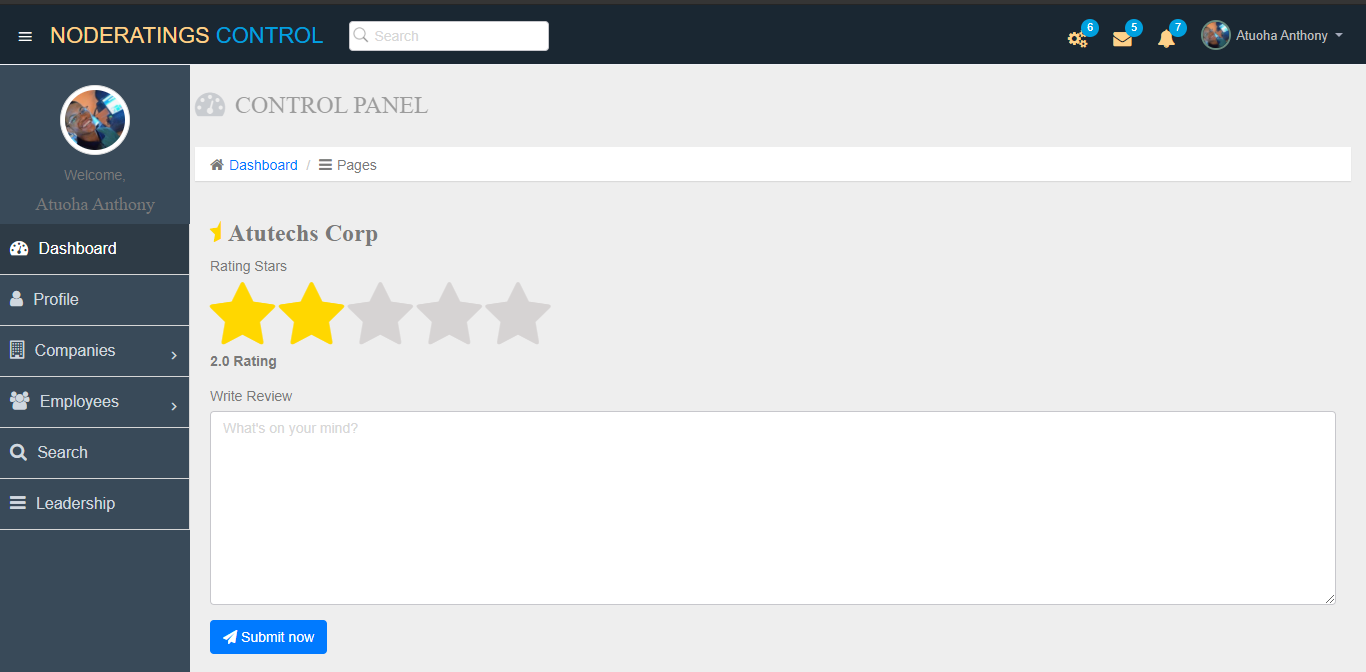 NODERATINGS CONTROL
Search
6
5
7
Atuoha Anthony
Welcome,
Atuoha Anthony
Dashboard
Profile
Companies
Employees
Search
Leadership
CONTROL PANEL
Dashboard / Pages
Atutechs Corp
Rating Stars
2.0 Rating
Write Review
What's on your mind?
Submit now